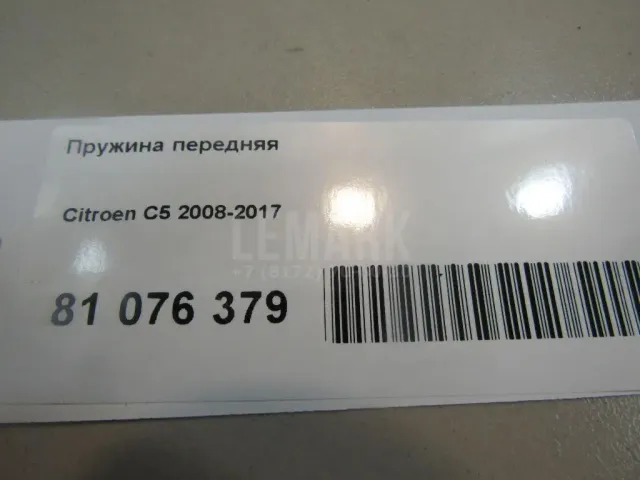 Пружина передняя
Citroen C5 2008-2017
LEMARK
81 076 379